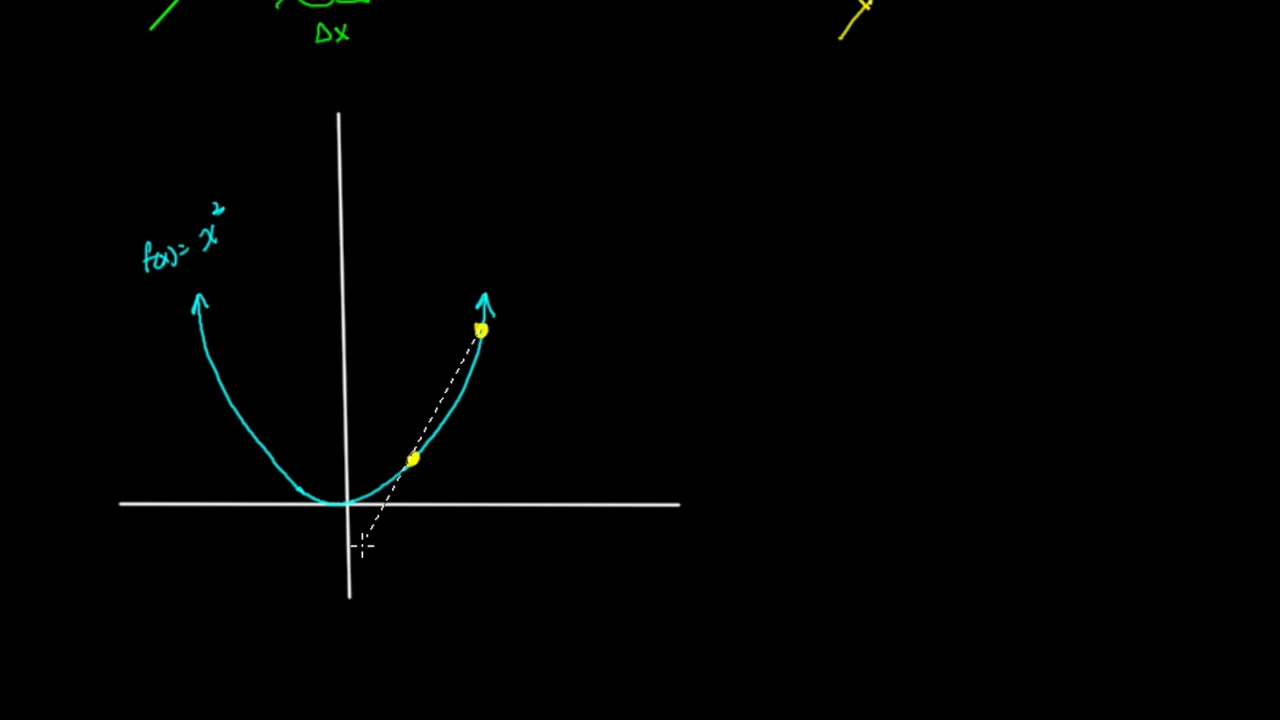 Δx
f(x)= x²